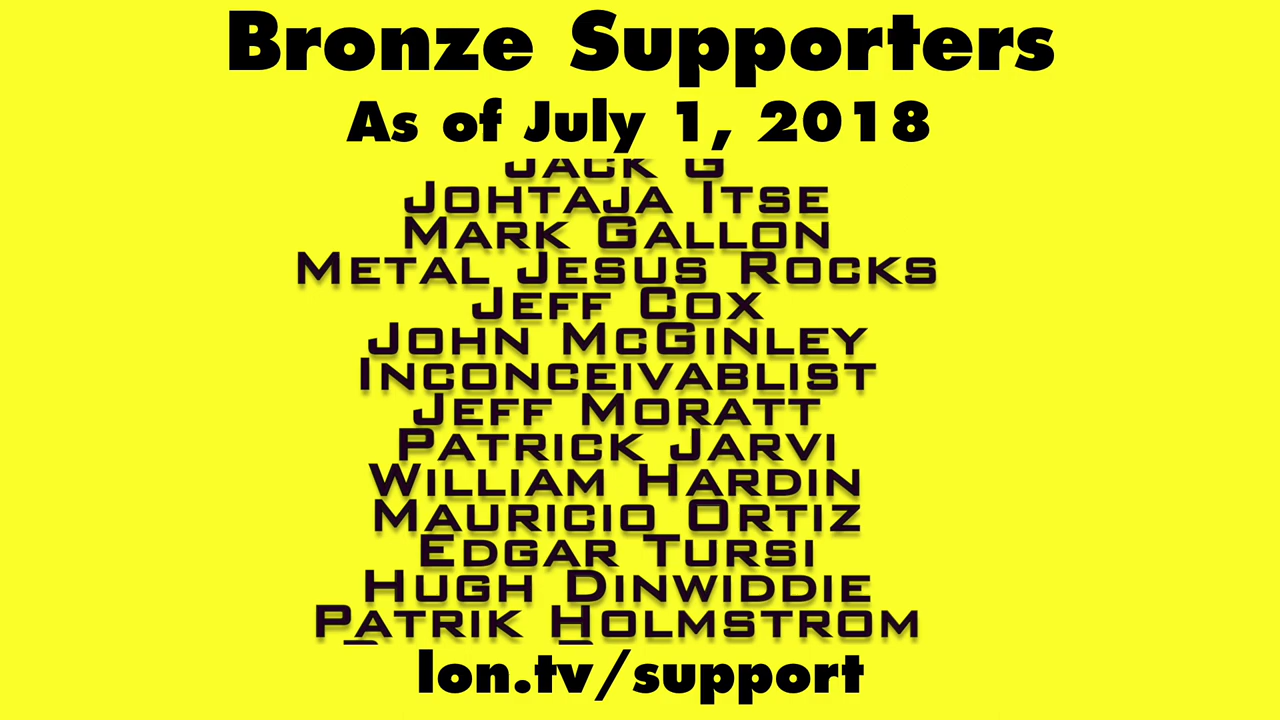 Bronze Supporters
As of July 1, 2018
JACK G
JOHTAJA ITSE
MARK GALLON
METAL JESUS ROCKS
JEFF COX
JOHN MCGINLEY
INCONCEIVABLIST
JEFF MORATT
PATRICK JARVI
WILLIAM HARDIN
MAURICIO ORTIZ
EDGAR TURSI
HUGH DINWIDDIE
PATRIK HOLMSTROM
lon.tv/support